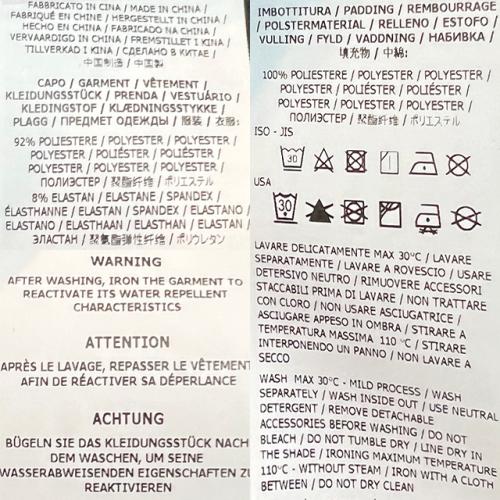 FABBRICATO IN CINA / MADE IN CHINA /
FABRIQUÉ EN CHINE / HERGESTELLT IN CHINA /
HECHO EN CHINA / FABRICADO NA CHINA /
VERVAARDIGD IN CHINA / FREMSTILLET I KINA /
TILLVERKAD I KINA / СДЕЛАНО В КИТАЕ /
中国制造 / 中国製
CAPO / GARMENT / VÊTEMENT /
KLEIDUNGSSTÜCK / PRENDA / VESTUÁRIO /
KLEDINGSTOF / KLÆDNINGSSTYKKE /
PLAGG / ПРЕДМЕТ ОДЕЖДЫ / 服装 / 衣服:
92% POLIESTERE / POLYESTER / POLYESTER /
POLYESTER / POLIÉSTER / POLIÉSTER /
POLYESTER / POLYESTER / POLYESTER /
ПОЛИЭСТЕР / 聚酯纤维 / ポリエステル
8% ELASTAN / ELASTANE / SPANDEX /
ÉLASTHANNE / ELASTAN / SPANDEX / ELASTANO /
ELASTANO / ELASTHAAN / ELASTAN / ELASTAN /
ЭЛАСТАН / 聚氨酯弹性纤维 / ポリウレタン
WARNING
AFTER WASHING, IRON THE GARMENT TO
REACTIVATE ITS WATER REPELLENT
CHARACTERISTICS
ATTENTION
APRÈS LE LAVAGE, REPASSER LE VÊTEMENT
AFIN DE RÉACTIVER SA DÉPERLANCE
ACHTUNG
BÜGELN SIE DAS KLEIDUNGSSTÜCK NACH
DEM WASCHEN, UM SEINE
WASSERABWEISENDEN EIGENSCHAFTEN ZU
REAKTIVIEREN
IMBOTTITURA / PADDING / REMBOURRAGE
/ POLSTERMATERIAL / RELLENO / ESTOFO /
VULLING / FYLD / VADDNING / НАБИВКА /
填充物 / 中綿:
100% POLIESTERE / POLYESTER / POLYESTER /
POLYESTER / POLIÉSTER / POLIÉSTER /
POLYESTER / POLYESTER / POLYESTER /
ПОЛИЭСТЕР / 聚酯纤维 / ポリエステル
ISO - JIS
30
USA
30
LAVARE DELICATAMENTE MAX 30°C / LAVARE
SEPARATAMENTE / LAVARE A ROVESCIO / USARE
DETERSIVO NEUTRO / RIMUOVERE ACCESSORI
STACCABILI PRIMA DI LAVARE / NON TRATTARE
CON CLORO / NON USARE ASCIUGATRICE /
ASCIUGARE APPESO IN OMBRA / STIRARE A
TEMPERATURA MASSIMA 110 °C / STIRARE
INTERPONENDO UN PANNO / NON LAVARE A
SECCO
WASH MAX 30°C - MILD PROCESS / WASH
SEPARATELY / WASH INSIDE OUT / USE NEUTRAL
DETERGENT / REMOVE DETACHABLE
ACCESSORIES BEFORE WASHING / DO NOT
BLEACH / DO NOT TUMBLE DRY / LINE DRY IN
THE SHADE / IRONING MAXIMUM TEMPERATURE
110°C - WITHOUT STEAM / IRON WITH A CLOTH
BETWEEN / DO NOT DRY CLEAN